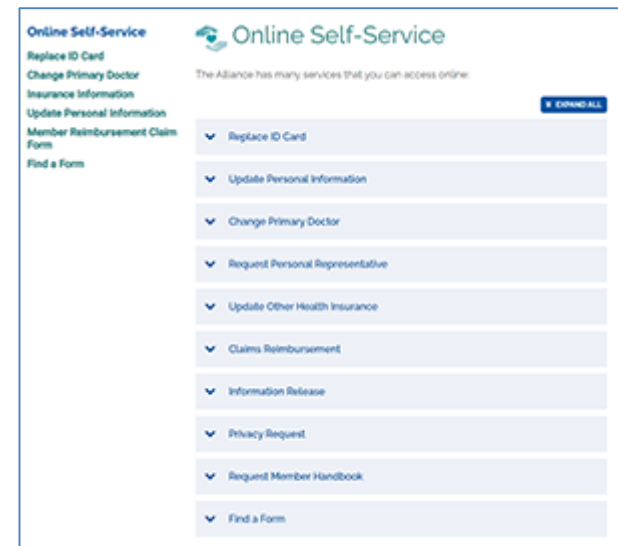 Online Self-Service
Replace ID Card
Change Primary Doctor
Insurance Information
Update Personal Information
Member Reimbursement Claim
Form
Find a Form
Online Self-Service
The Alliance has many services that you can access online:
EXPAND ALL
Replace ID Card
Update Personal Information
Change Primary Doctor
Request Personal Representative
Update Other Health Insurance
Claims Reimbursement
Information Release
Privacy Request
Request Member Handbook
Find a Form